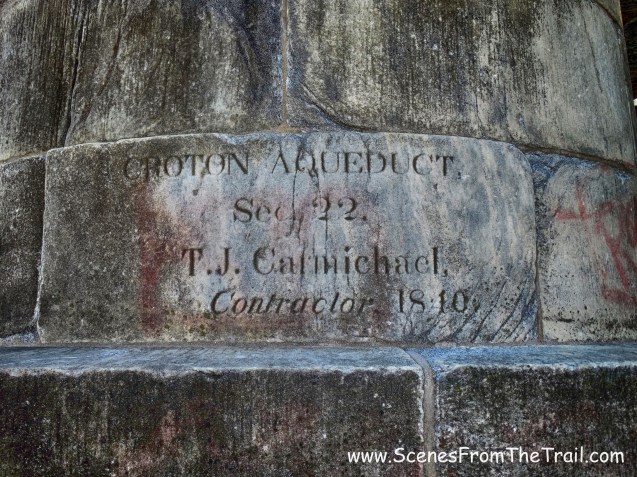 CROTON AQUEDUCT.
Sec. 22.
T.J. Carmichael,
Contractor. 1840.
www.ScenesFromTheTrail.com